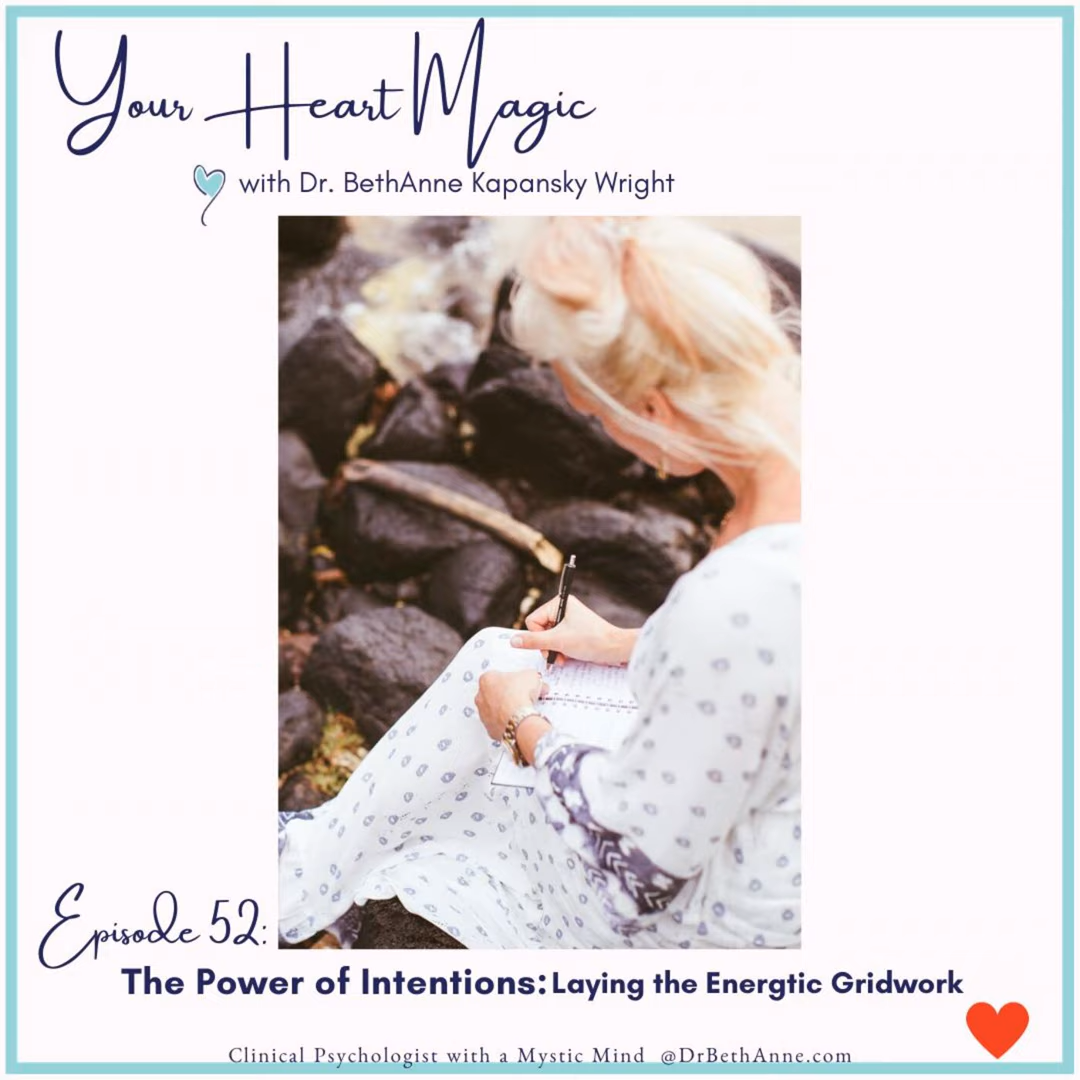 Your Heart Magic
with Dr. BethAnne Kapansky Wright
Episode 52:
The Power of Intentions: Laying the Energtic Gridwork
Clinical Psychologist with a Mystic Mind @DrBethAnne.com